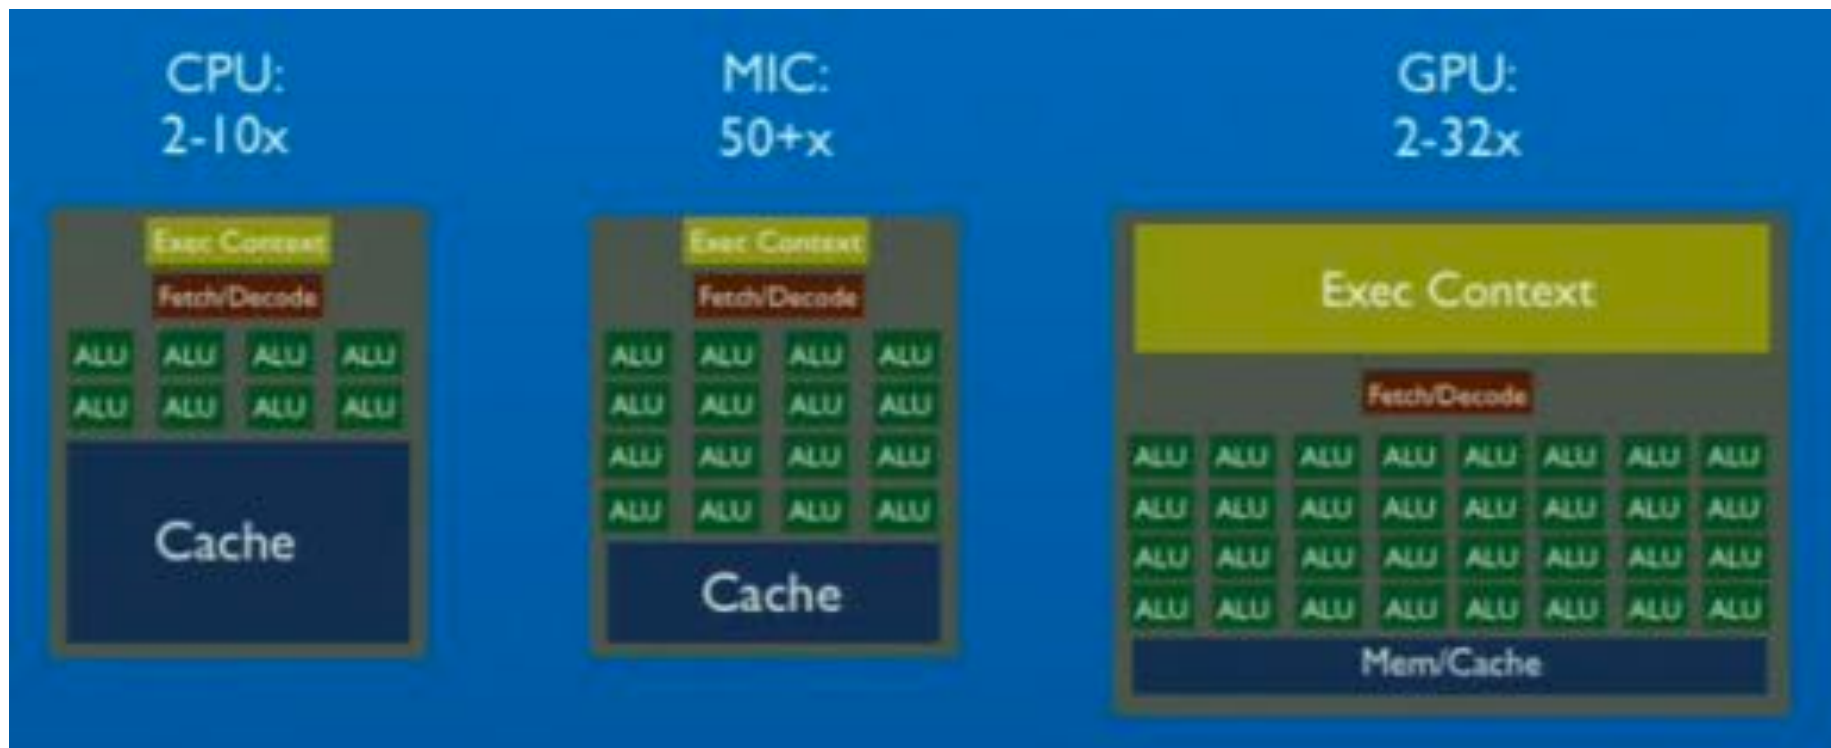 CPU:
2-10x
Exec Context
Fetch/Decode
ALU ALU ALU ALU
ALU ALU ALU ALU
Cache
MIC:
50+x
Exec Context
Fetch/Decode
ALU ALU ALU ALU
ALU ALU ALU ALU
ALU ALU ALU ALU
ALU ALU ALU ALU
Cache
GPU:
2-32x
Exec Context
Fetch/Decode
ALU ALU ALU ALU ALU ALU ALU ALU
ALU ALU ALU ALU ALU ALU ALU ALU
ALU ALU ALU ALU ALU ALU ALU ALU
ALU ALU ALU ALU ALU ALU ALU ALU
Mem/Cache